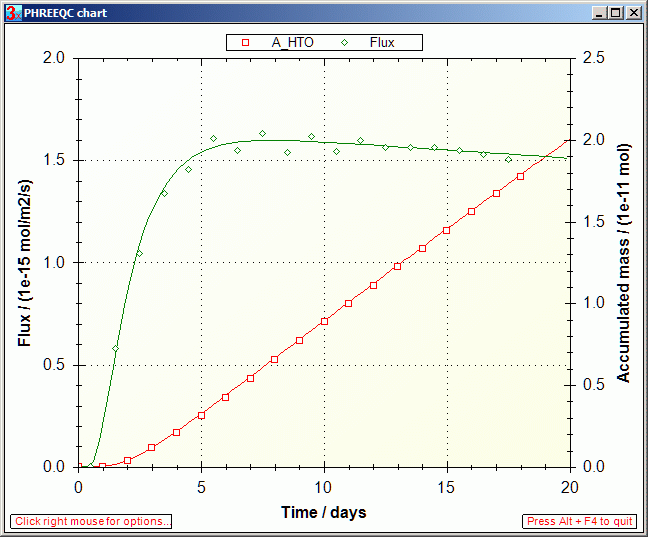 PHREEQC chart
A_HTO Flux
2.0
1.5
1.0
0.5
0.0
Flux / (1e-15 mol/m2/s)
2.5
2.0
1.5
1.0
0.5
0.0
Accumulated mass / (1e-11 mol)
0 5 10 15 20
Time / days
Click right mouse for options...
Press Alt + F4 to quit